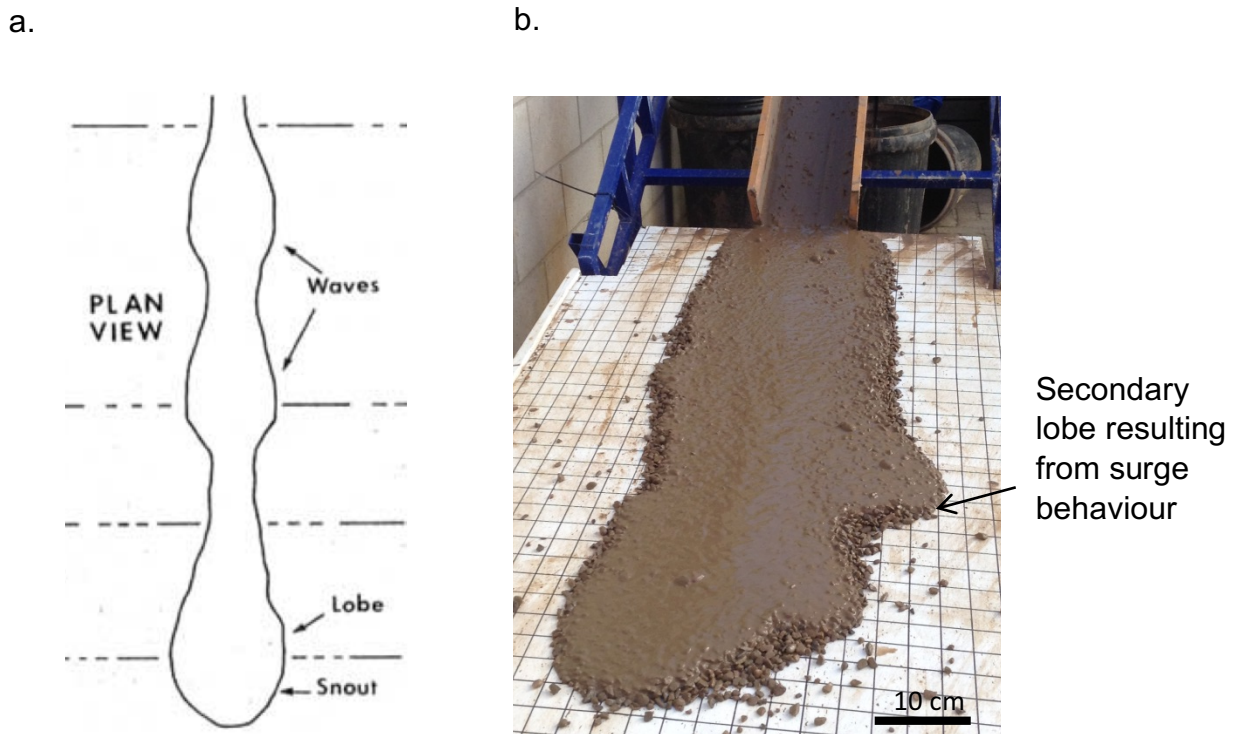 a.
b.
PLAN
VIEW
Waves
Lobe
Snout
Secondary
lobe resulting
from surge
behaviour
10 cm